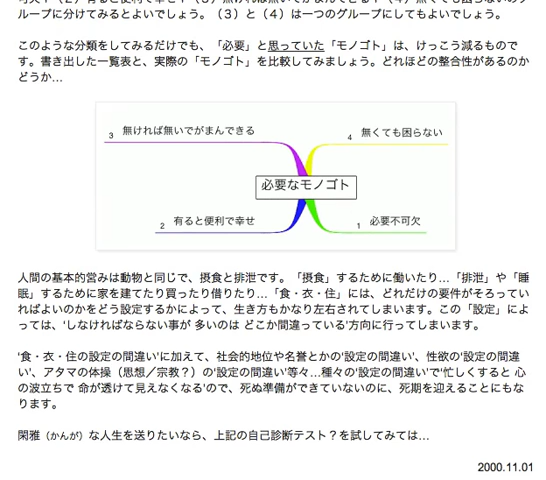 ループに分けてみるとよいでしょう。（３）と（４）は一つのグループにしてもよいでしょう。
このような分類をしてみるだけでも、「必要」と思っていた「モノゴト」は、けっこう減るもので
す。書き出した一覧表と、実際の「モノゴト」を比較してみましょう。どれほどの整合性があるのか
どうか…
3 無ければ無いでがまんできる
4 無くても困らない
必要なモノゴト
2 有ると便利で幸せ
1 必要不可欠
人間の基本的営みは動物と同じで、摂食と排泄です。「摂食」するために働いたり…「排泄」や「睡
眠」するために家を建てたり買ったり借りたり…「食・衣・住」には、どれだけの要件がそろってい
ればよいのかをどう設定するかによって、生き方もかなり左右されてしまいます。この「設定」によ
っては、'しなければならない事が 多いのは どこか間違っている'方向に行ってしまいます。
'食・衣・住の設定の間違い'に加えて、社会的地位や名誉とかの'設定の間違い'、性欲の'設定の間違
い'、アタマの体操（思想／宗教？）の'設定の間違い'等々…種々の'設定の間違い'で'忙しくすると 心
の波立ちで 命が透けて見えなくなる'ので、死ぬ準備ができていないのに、死期を迎えることにもな
ります。
閑雅（かんが）な人生を送りたいなら、上記の自己診断テスト？を試してみては…
2000.11.01